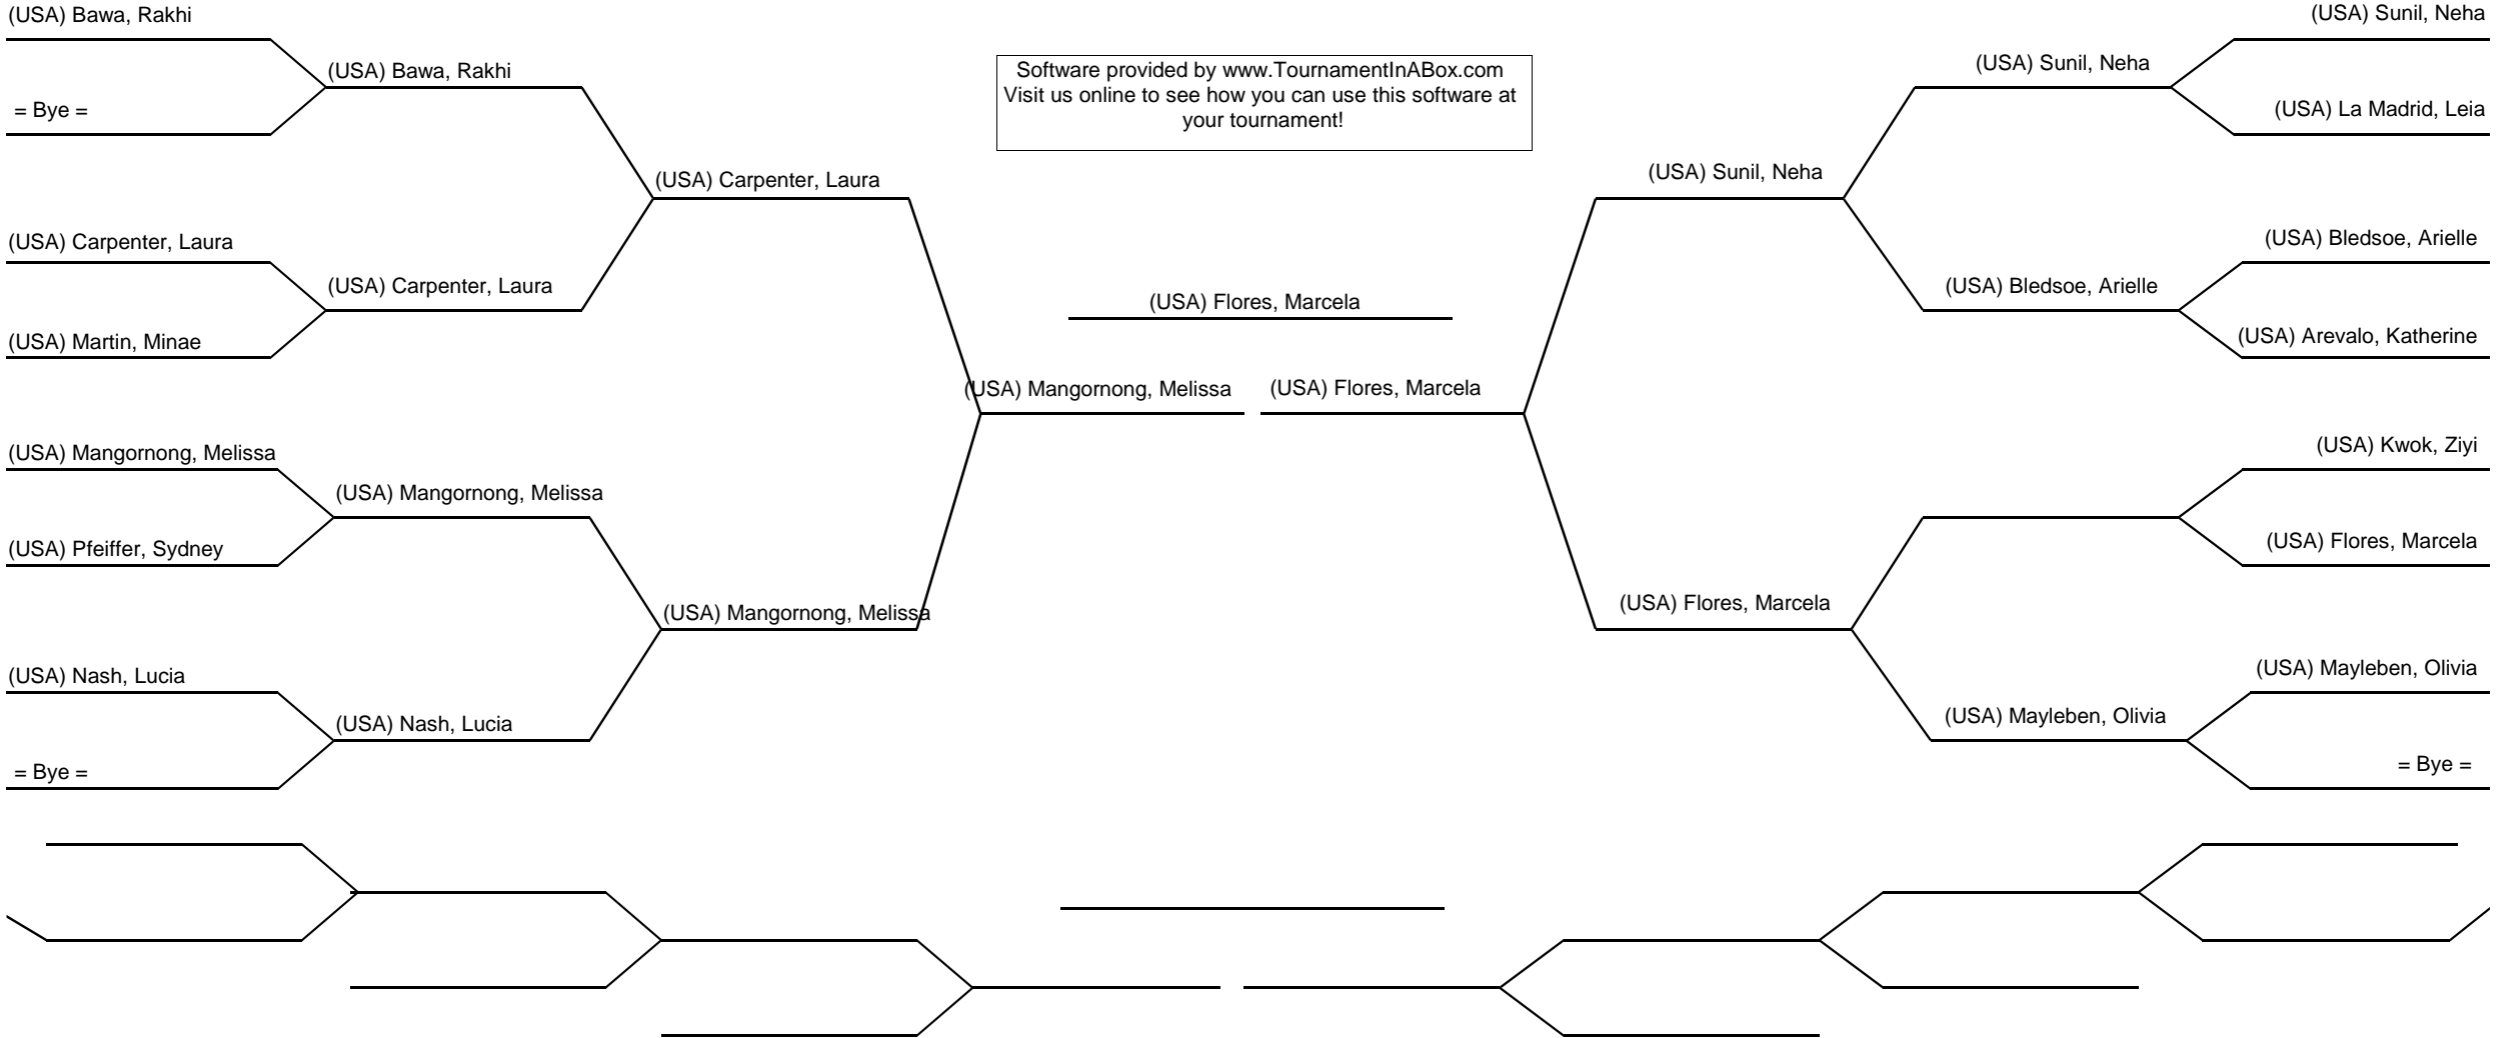 (USA) Bawa, Rakhi
= Bye =
(USA) Carpenter, Laura
(USA) Martin, Minae
(USA) Mangornong, Melissa
(USA) Pfeiffer, Sydney
(USA) Nash, Lucia
= Bye =
(USA) Bawa, Rakhi
(USA) Carpenter, Laura
(USA) Mangornong, Melissa
(USA) Nash, Lucia
(USA) Carpenter, Laura
(USA) Mangornong, Melissa
(USA) Mangornong, Melissa
Software provided by www.TournamentInABox.com
Visit us online to see how you can use this software at
your tournament!
(USA) Flores, Marcela
(USA) Flores, Marcela
(USA) Sunil, Neha
(USA) Flores, Marcela
(USA) Sunil, Neha
(USA) Bledsoe, Arielle
(USA) Mayleben, Olivia
(USA) Sunil, Neha
(USA) La Madrid, Leia
(USA) Bledsoe, Arielle
(USA) Arevalo, Katherine
(USA) Kwok, Ziyi
(USA) Flores, Marcela
(USA) Mayleben, Olivia
= Bye =